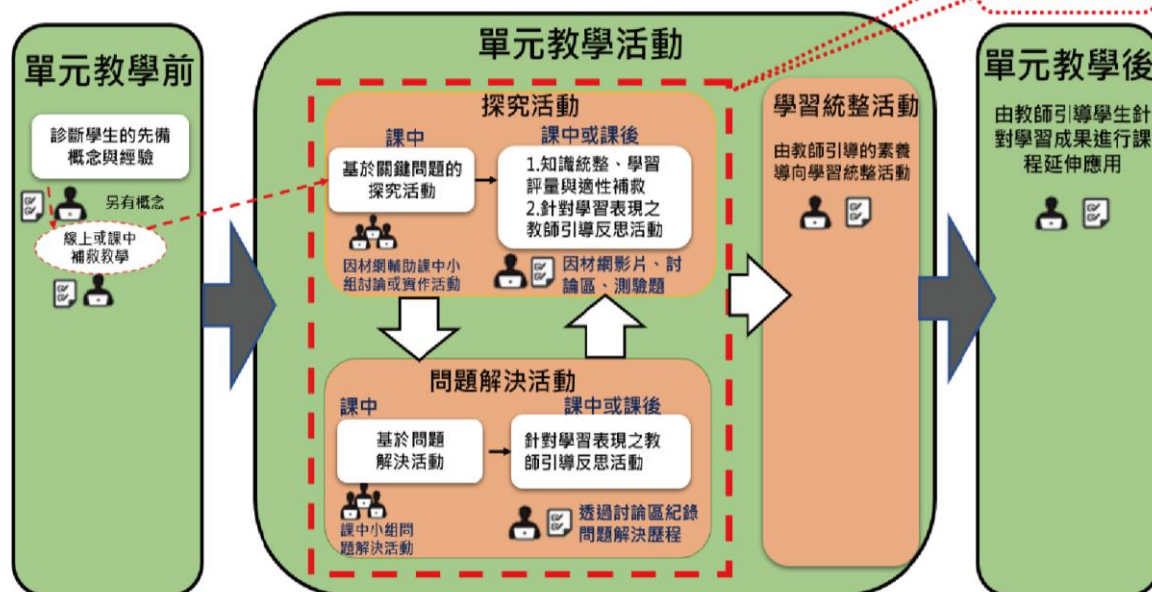 單元教學前
診斷學生的先備
概念與經驗
另有概念
線上或課中
補救教學
單元教學活動
探究活動
課中
基於關鍵問題的
探究活動
因材網輔助課中小
組討論或實作活動
課中或課後
1.知識統整、學習
評量與適性補救
2.針對學習表現之
教師引導反思活動
因材網影片、討
論區、測驗題
問題解決活動
課中
基於問題
解決活動
課中小組問
題解決活動
課中或課後
針對學習表現之教
師引導反思活動
透過討論區紀錄
問題解決歷程
學習統整活動
由教師引導的素養
導向學習統整活動
單元教學後
由教師引導學生針
對學習成果進行課
程延伸應用